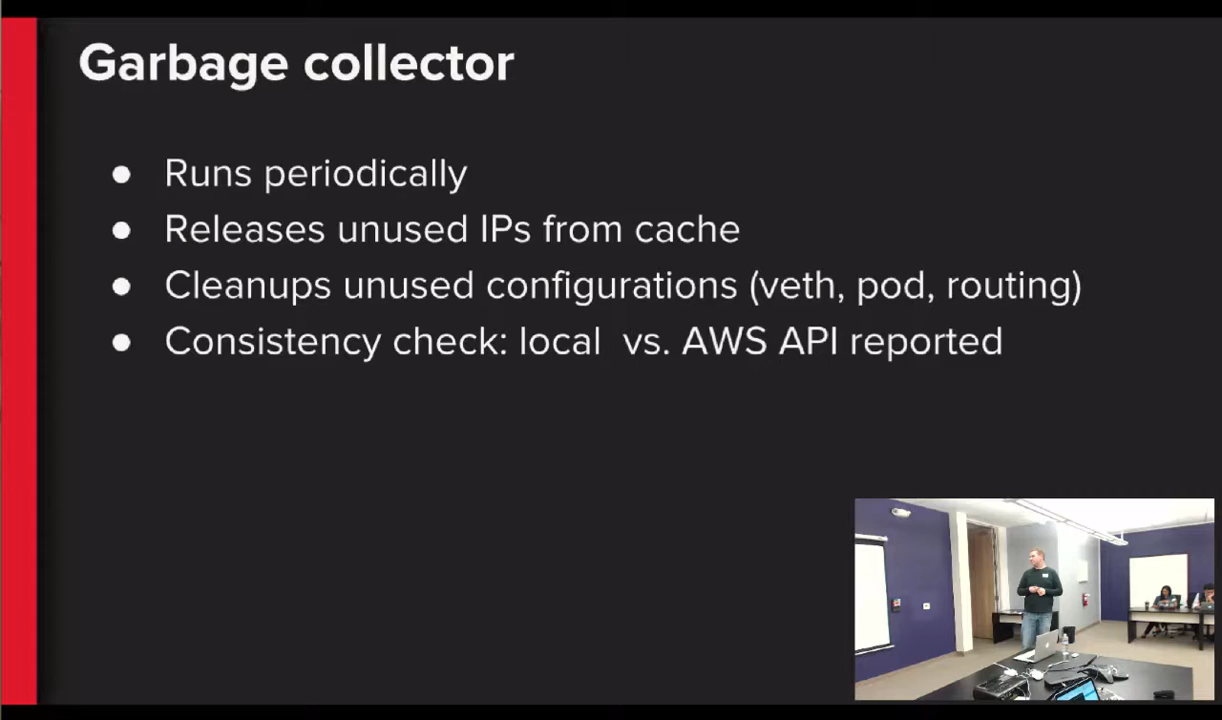 Garbage collector
● Runs periodically
● Releases unused IPs from cache
● Cleanups unused configurations (veth, pod, routing)
● Consistency check: local  vs. AWS API reported